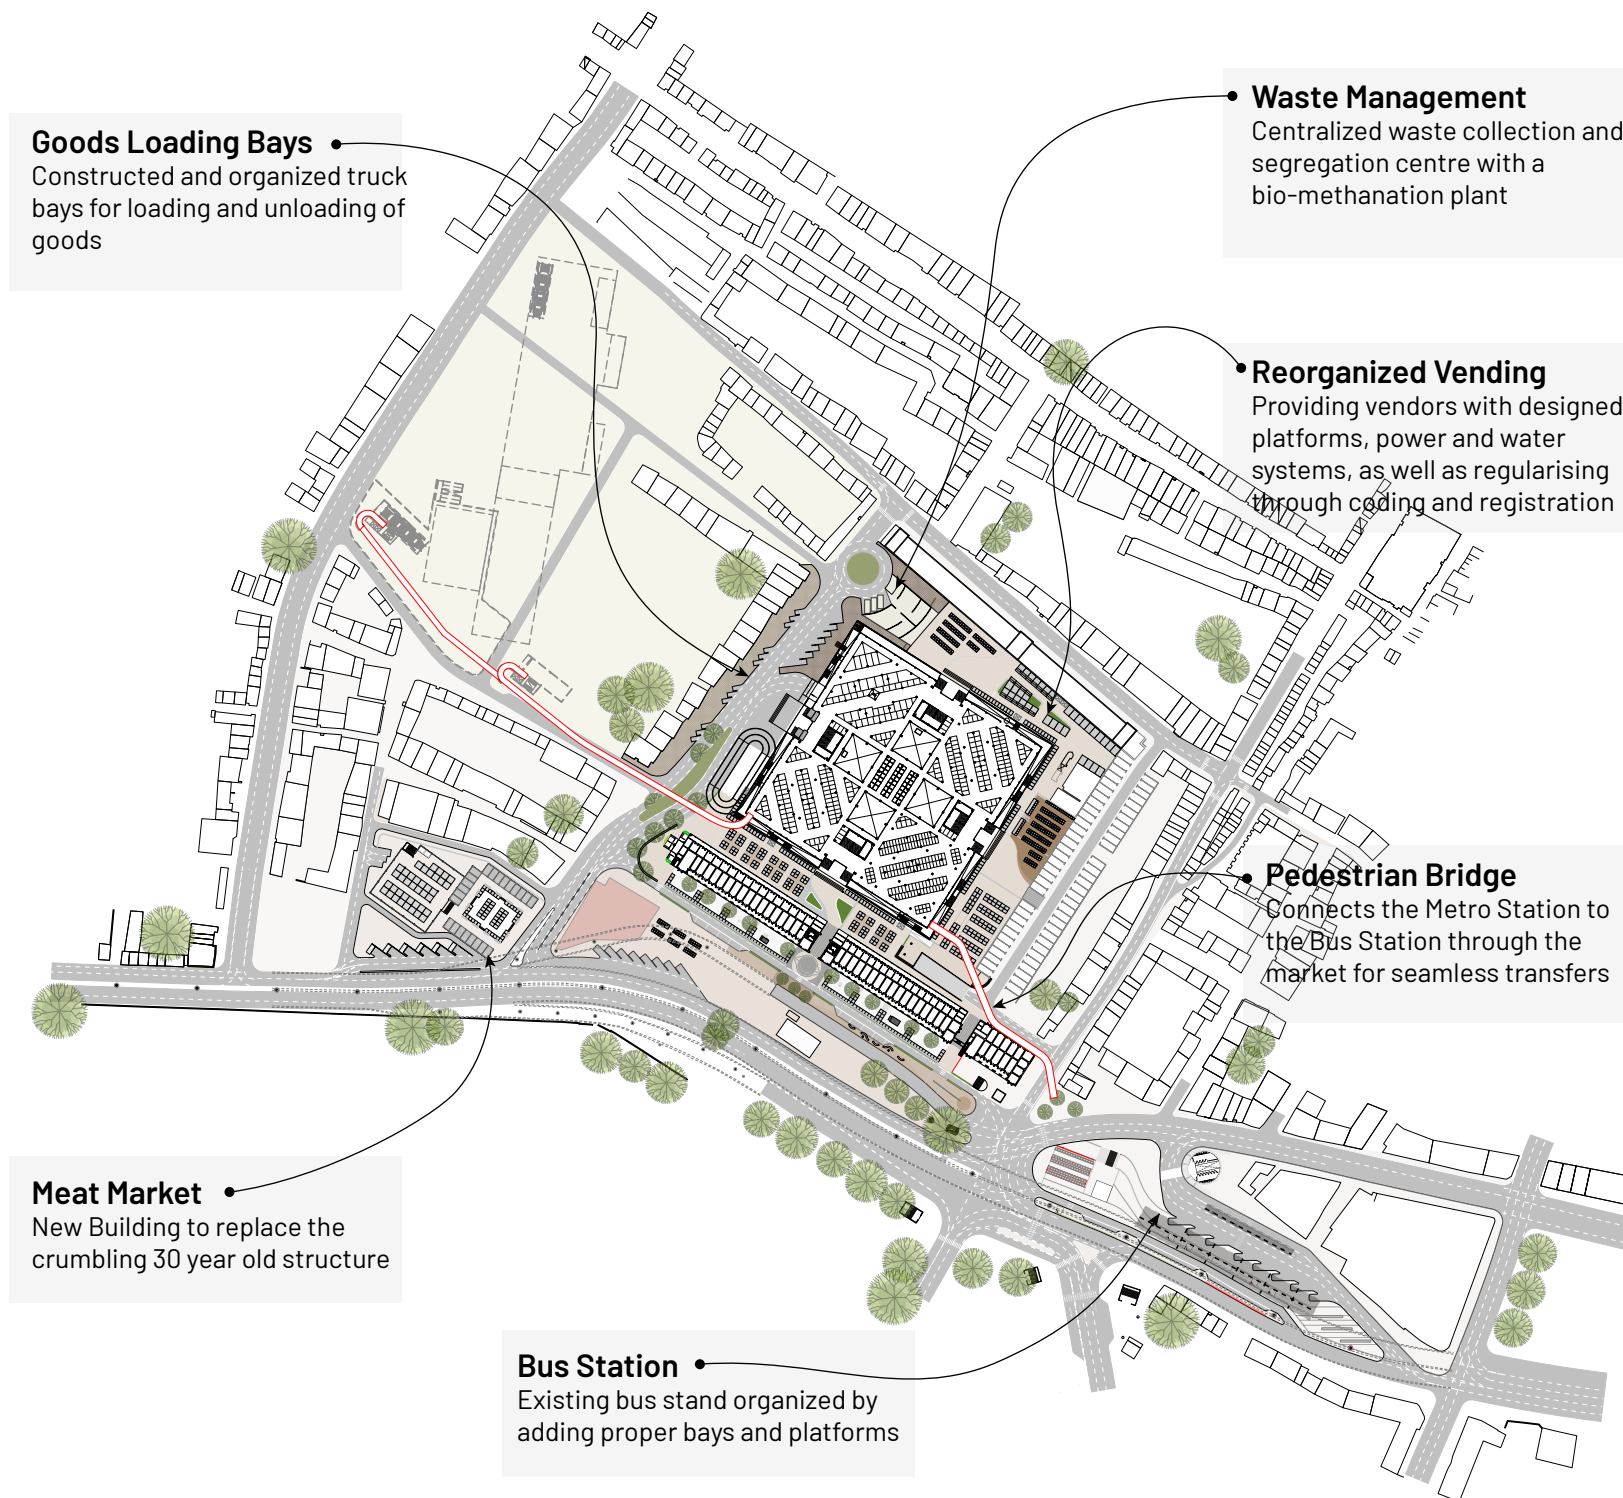 Goods Loading Bays
Constructed and organized truck
bays for loading and unloading of
goods
Waste Management
Centralized waste collection and
segregation centre with a
bio-methanation plant
Reorganized Vending
Providing vendors with designed
platforms, power and water
systems, as well as regularising
through coding and registration
Pedestrian Bridge
Connects the Metro Station to
the Bus Station through the
market for seamless transfers
Meat Market
New Building to replace the
crumbling 30 year old structure
Bus Station
Existing bus stand organized by
adding proper bays and platforms